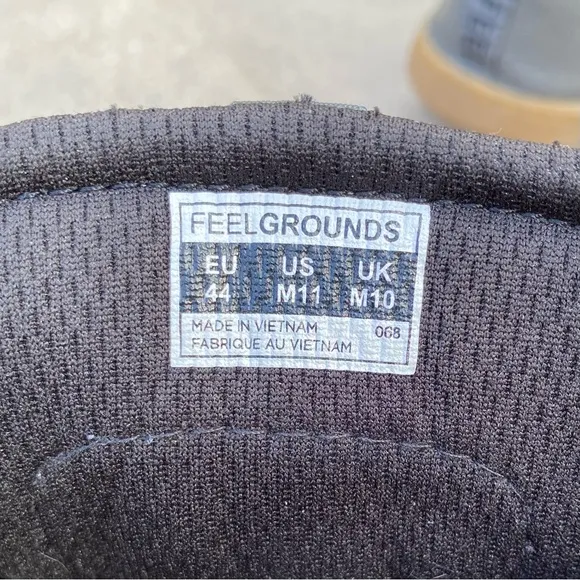 FEELGROUNDS
EU US UK
44 M11 M10
MADE IN VIETNAM 068
FABRIQUE AU VIETNAM